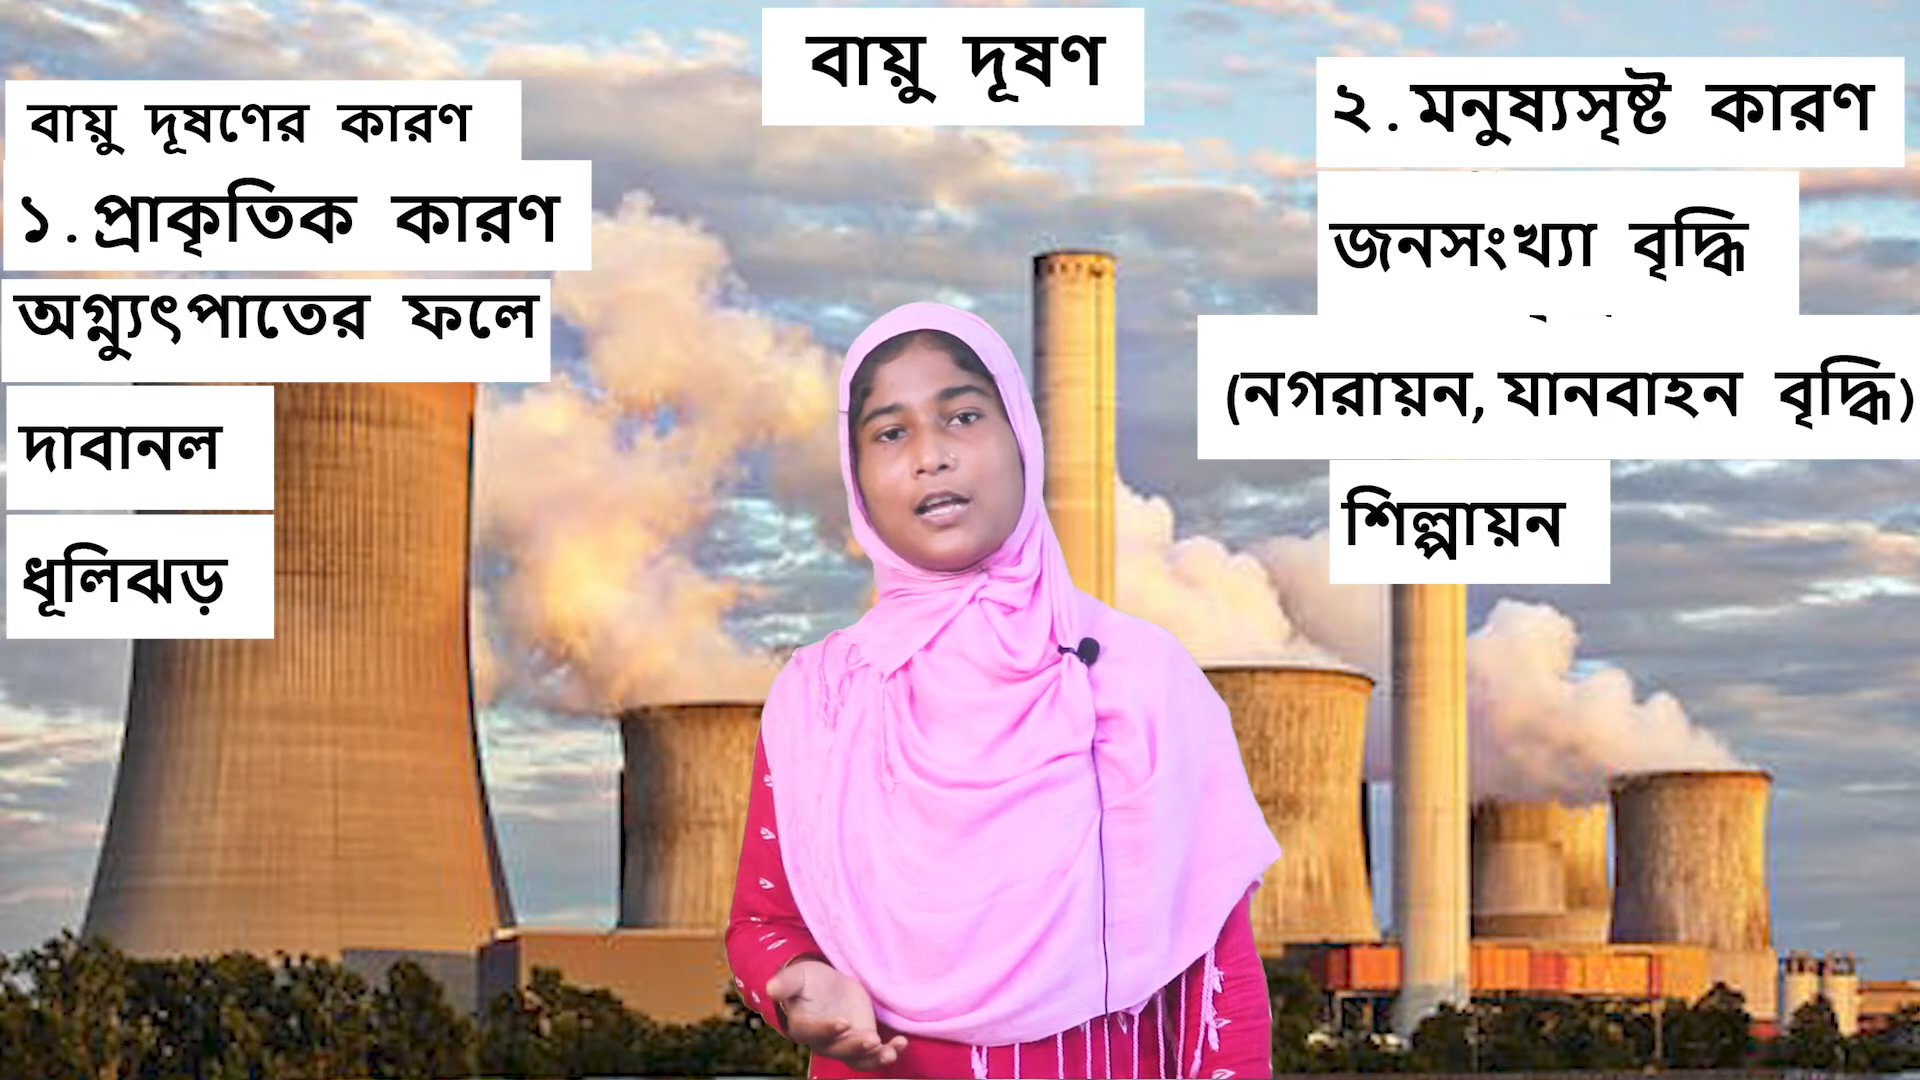 বায়ু দূষণ
বায়ু দূষণের কারণ
১. প্রাকৃতিক কারণ
অগ্ন্যুৎপাতের ফলে
দাবানল
ধূলিঝড়
২. মনুষ্যসৃষ্ট কারণ
জনসংখ্যা বৃদ্ধি
(নগরায়ন, যানবাহন বৃদ্ধি)
শিল্পায়ন